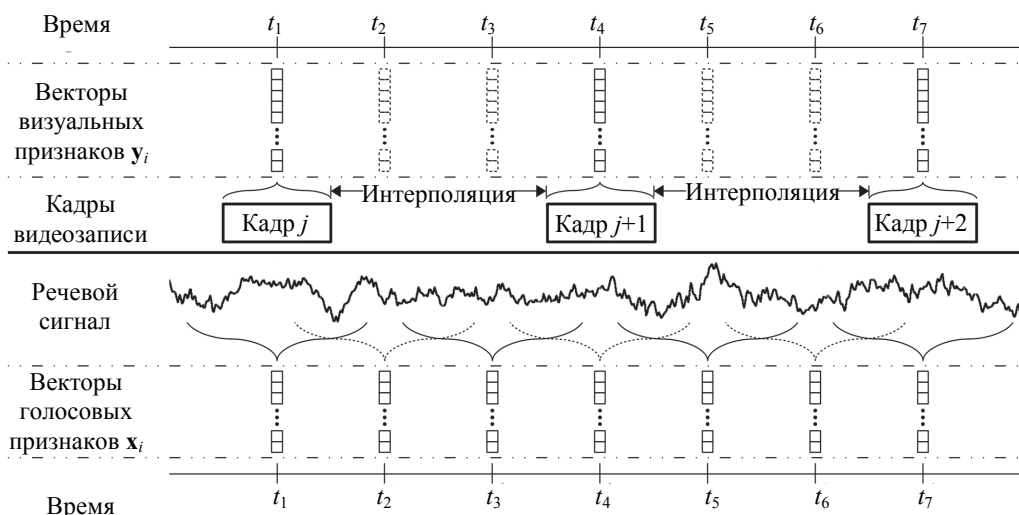 Время
t₁ t₂ t₃ t₄ t₅ t₆ t₇
Векторы
визуальных
признаков yᵢ
Интерполяция Интерполяция
Кадры
видеозаписи
Кадр j Кадр j+1 Кадр j+2
Речевой
сигнал
Векторы
голосовых
признаков xᵢ
t₁ t₂ t₃ t₄ t₅ t₆ t₇
Время